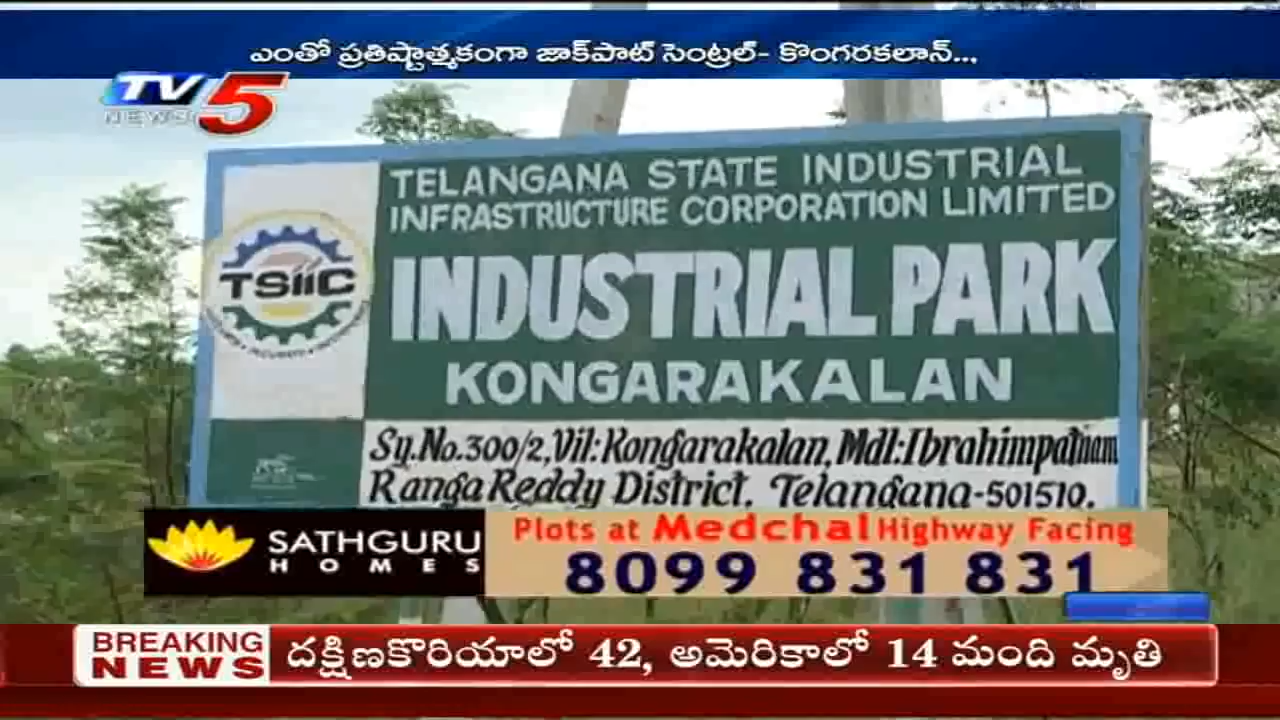 ఎంతో ప్రతిష్టాత్మకంగా జాక్‌పాట్ సెంట్రల్- కొంగరకలాన్...
TV5
NEWS
TELANGANA STATE INDUSTRIAL
INFRASTRUCTURE CORPORATION LIMITED
TSiiC
INDUSTRIAL PARK
KONGARAKALAN
Sy.No.300/2,Vil:Kongarakalan,Mdl:Ibrahimpatnam
Ranga Reddy District, Telangana-501510.
SATHGURU
HOMES
Plots at Medchal Highway Facing
8099 831 831
BREAKING
NEWS
దక్షిణకొరియాలో 42, అమెరికాలో 14 మంది మృతి